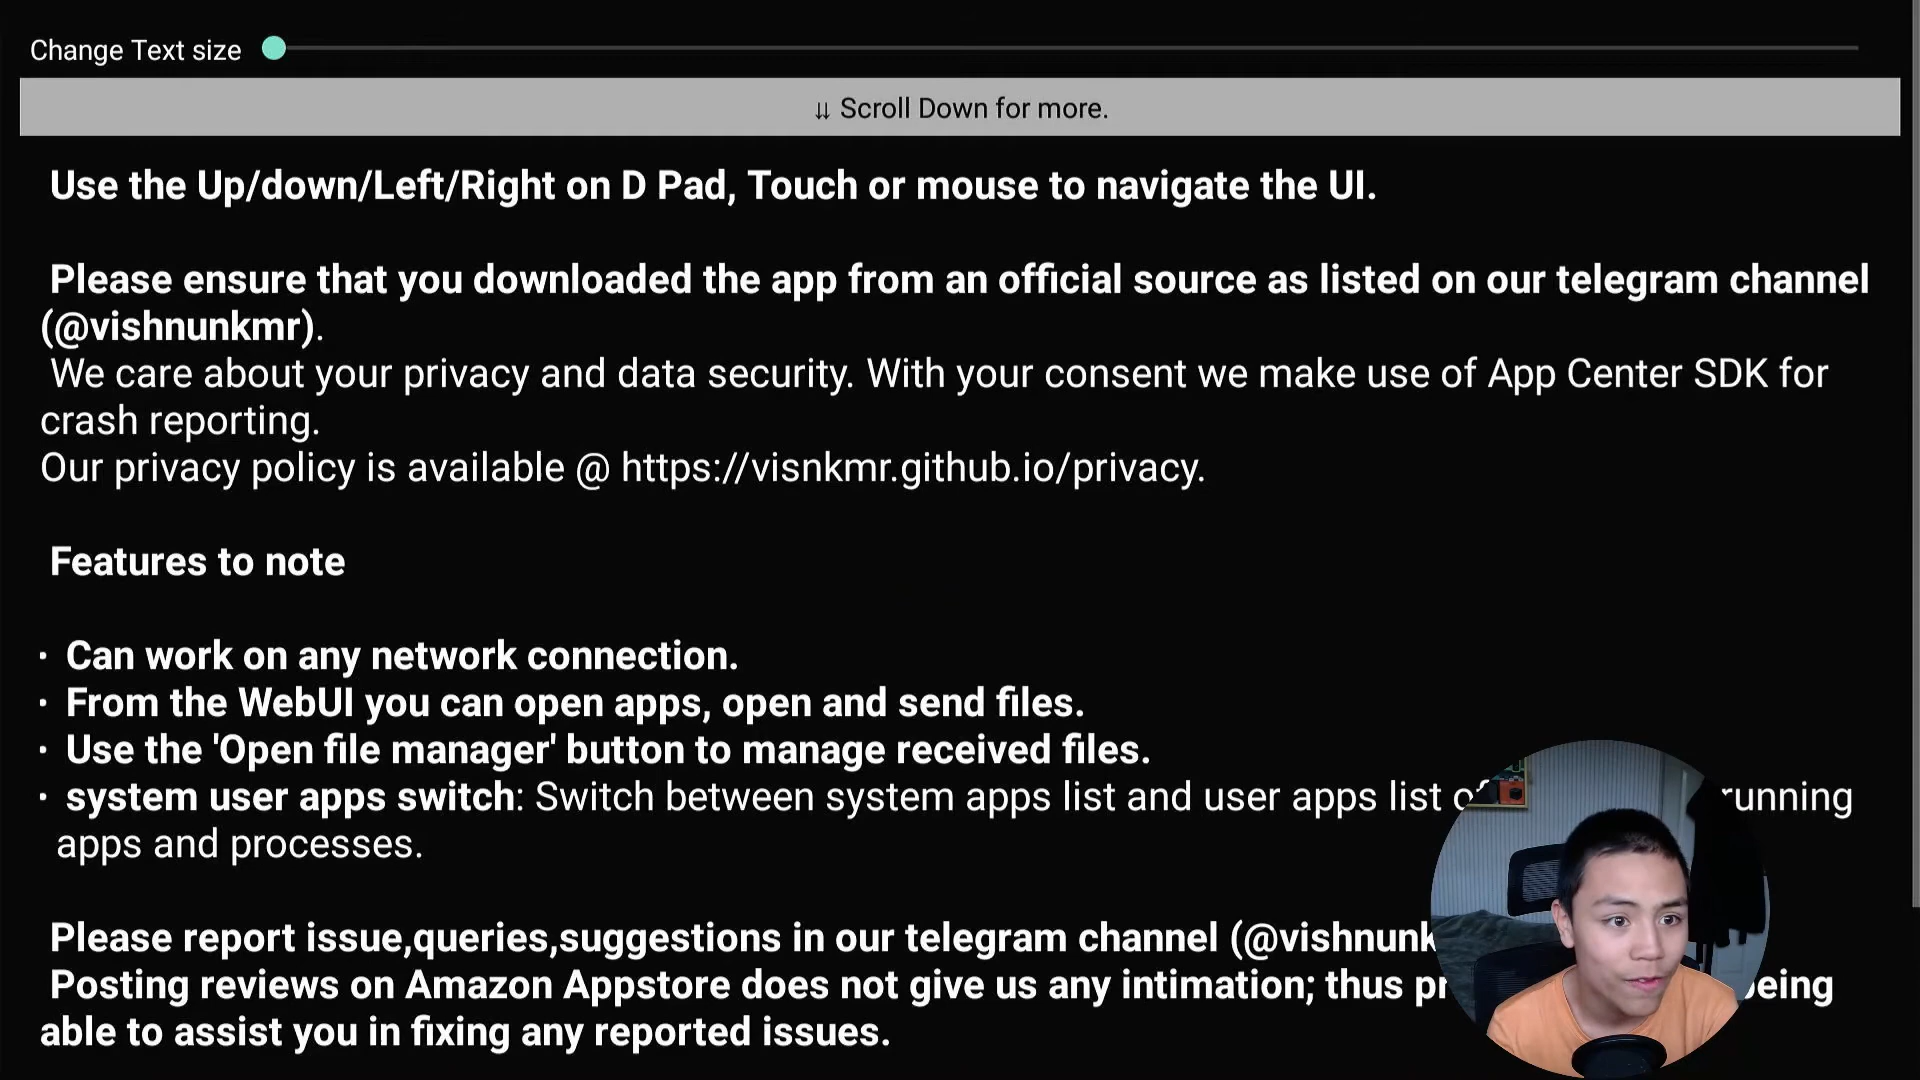 Change Text size
⇊ Scroll Down for more.
Use the Up/down/Left/Right on D Pad, Touch or mouse to navigate the UI.
Please ensure that you downloaded the app from an official source as listed on our telegram channel
(@vishnunkmr).
We care about your privacy and data security. With your consent we make use of App Center SDK for
crash reporting.
Our privacy policy is available @ https://visnkmr.github.io/privacy.
Features to note
· Can work on any network connection.
· From the WebUI you can open apps, open and send files.
· Use the 'Open file manager' button to manage received files.
· system user apps switch: Switch between system apps list and user apps list of running
apps and processes.
Please report issue,queries,suggestions in our telegram channel (@vishnunk
Posting reviews on Amazon Appstore does not give us any intimation; thus being
able to assist you in fixing any reported issues.